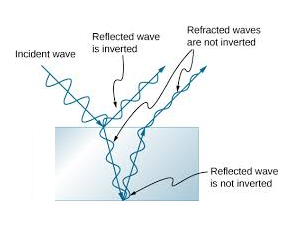 Incident wave
Reflected wave
is inverted
Refracted waves
are not inverted
Reflected wave
is not inverted